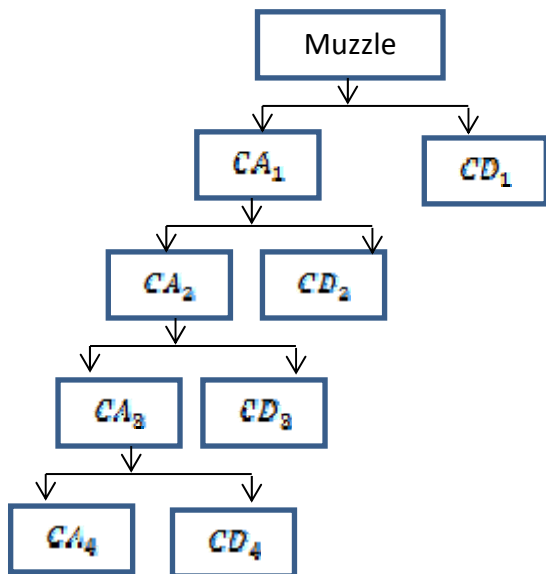 Muzzle
CA₁
CD₁
CA₂
CD₂
CA₃
CD₃
CA₄
CD₄